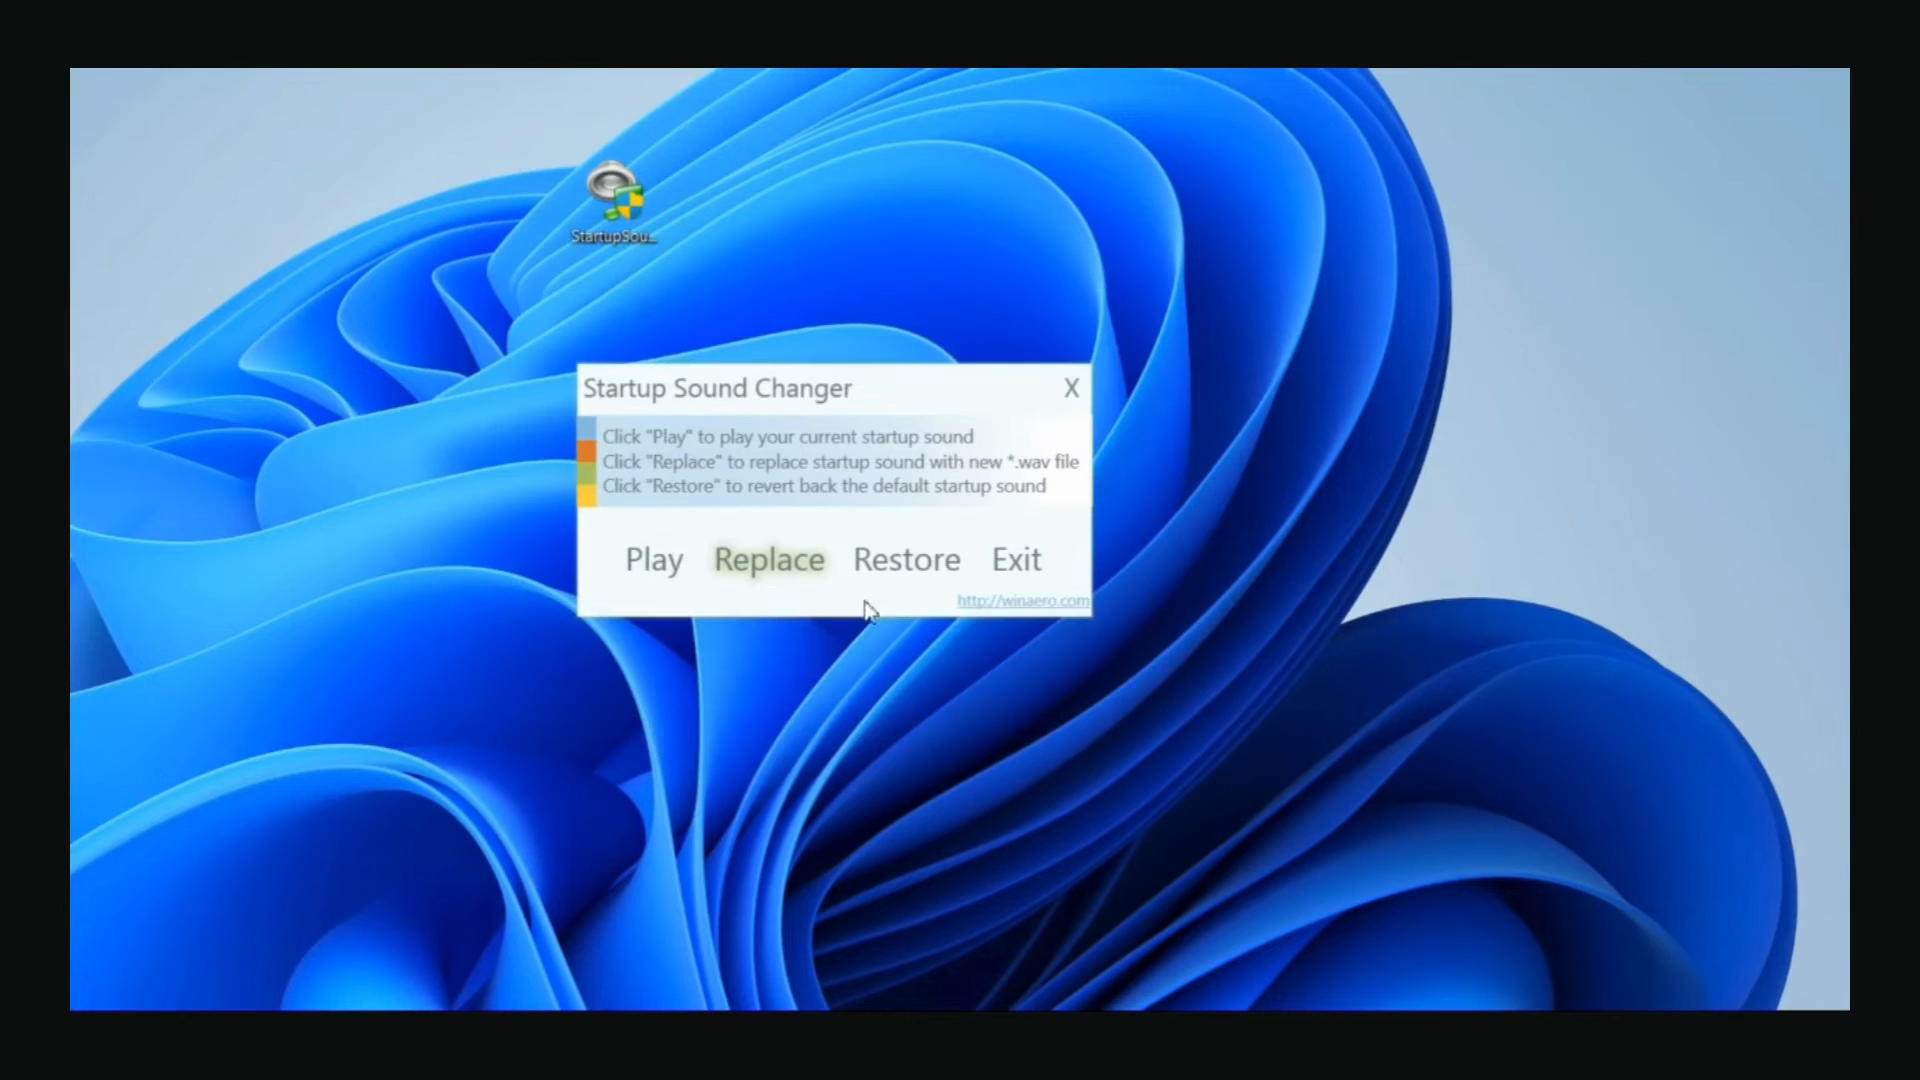 StartupSou...
Startup Sound Changer X
Click "Play" to play your current startup sound
Click "Replace" to replace startup sound with new *.wav file
Click "Restore" to revert back the default startup sound
Play Replace Restore Exit
http://winaero.com